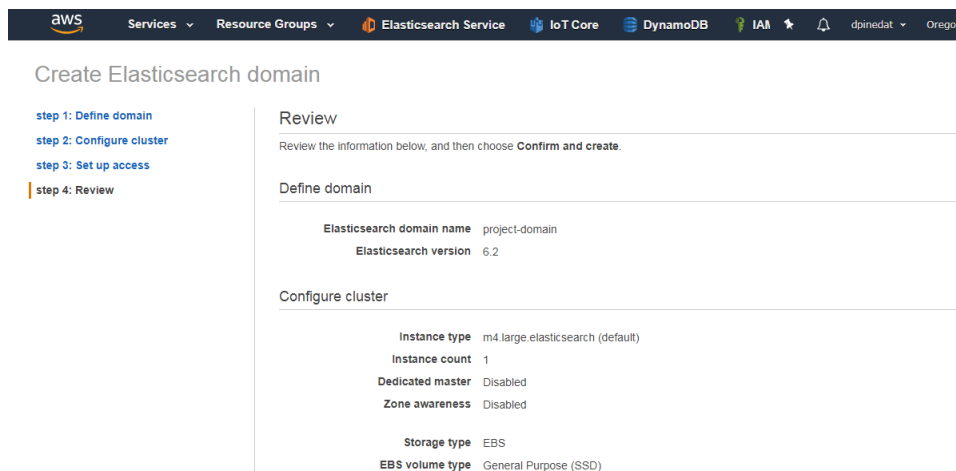 aws Services Resource Groups Elasticsearch Service IoT Core DynamoDB IAM dpinedat Orego
Create Elasticsearch domain
step 1: Define domain
step 2: Configure cluster
step 3: Set up access
step 4: Review
Review
Review the information below, and then choose Confirm and create.
Define domain
Elasticsearch domain name project-domain
Elasticsearch version 6.2
Configure cluster
Instance type m4.large.elasticsearch (default)
Instance count 1
Dedicated master Disabled
Zone awareness Disabled
Storage type EBS
EBS volume type General Purpose (SSD)